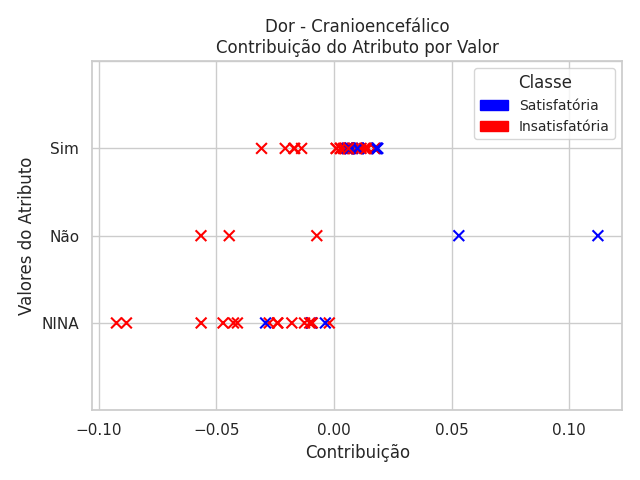 Dor - Cranioencefálico
Contribuição do Atributo por Valor
Classe
Satisfatória
Insatisfatória
Valores do Atributo
Sim
Não
NINA
−0.10
−0.05
0.00
0.05
0.10
Contribuição